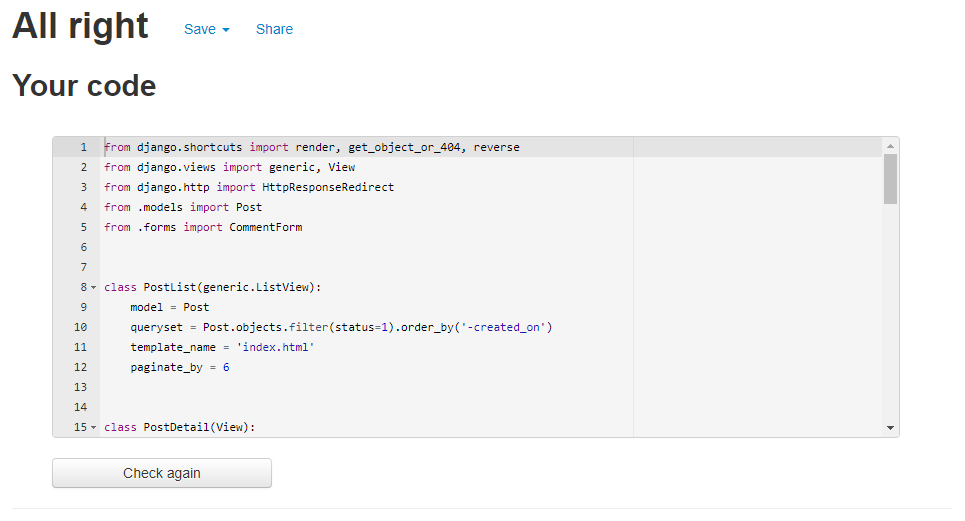 All right Save Share
Your code
1 from django.shortcuts import render, get_object_or_404, reverse
2 from django.views import generic, View
3 from django.http import HttpResponseRedirect
4 from .models import Post
5 from .forms import CommentForm
6
7
8 class PostList(generic.ListView):
9     model = Post
10     queryset = Post.objects.filter(status=1).order_by('-created_on')
11     template_name = 'index.html'
12     paginate_by = 6
13
14
15 class PostDetail(View):
Check again